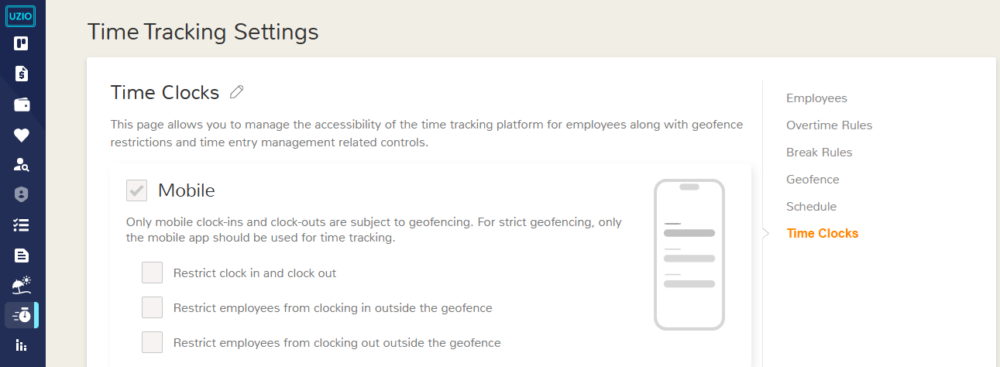 UZIO
Time Tracking Settings
Time Clocks
This page allows you to manage the accessibility of the time tracking platform for employees along with geofence
restrictions and time entry management related controls.
Mobile
Only mobile clock-ins and clock-outs are subject to geofencing. For strict geofencing, only
the mobile app should be used for time tracking.
Restrict clock in and clock out
Restrict employees from clocking in outside the geofence
Restrict employees from clocking out outside the geofence
Employees
Overtime Rules
Break Rules
Geofence
Schedule
Time Clocks